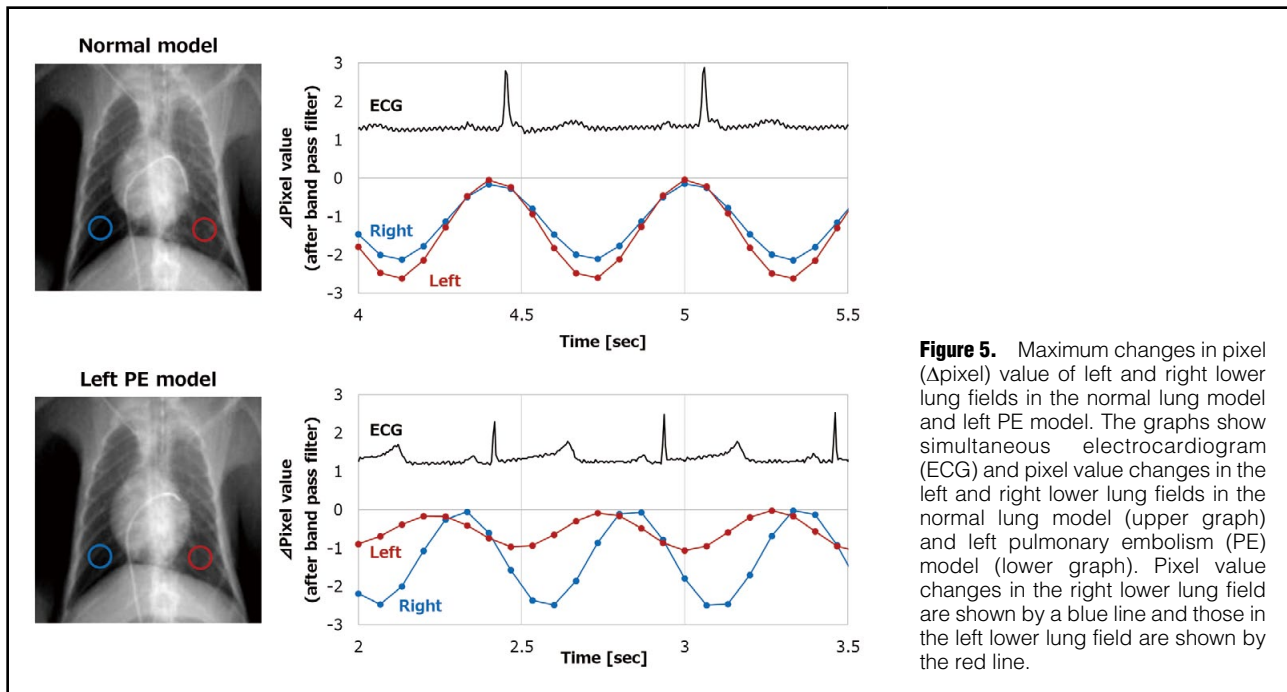 Normal model
3
2
1
0
-1
-2
-3
ΔPixel value
(after band pass filter)
ECG
Right
Left
4
4.5
5
5.5
Time [sec]
Left PE model
3
2
1
0
-1
-2
-3
ΔPixel value
(after band pass filter)
ECG
Left
Right
2
2.5
3
3.5
Time [sec]
Figure 5. Maximum changes in pixel
(Δpixel) value of left and right lower
lung fields in the normal lung model
and left PE model. The graphs show
simultaneous electrocardiogram
(ECG) and pixel value changes in the
left and right lower lung fields in the
normal lung model (upper graph)
and left pulmonary embolism (PE)
model (lower graph). Pixel value
changes in the right lower lung field
are shown by a blue line and those in
the left lower lung field are shown by
the red line.